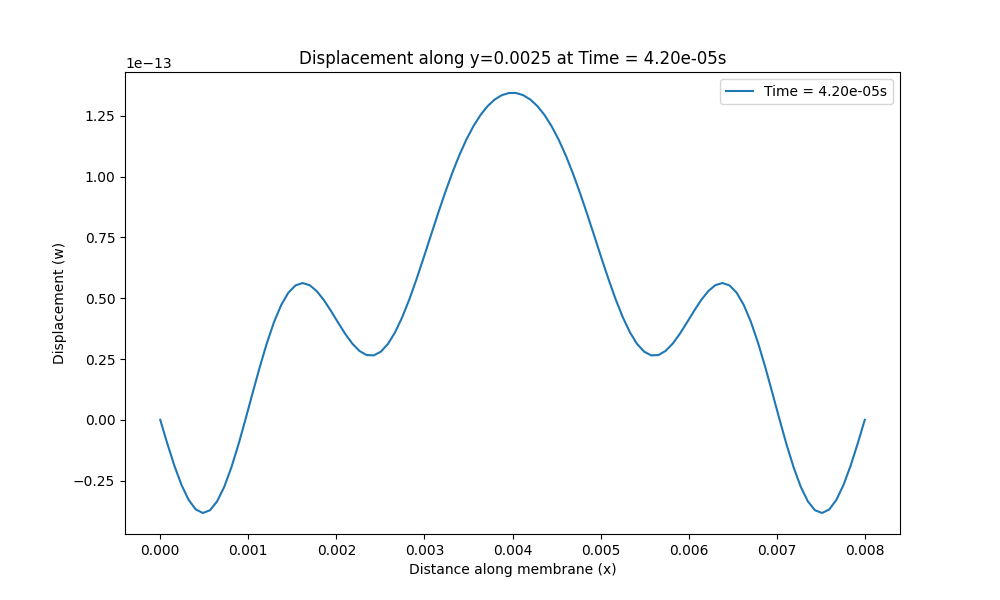 Displacement along y=0.0025 at Time = 4.20e-05s
1e−13
Time = 4.20e-05s
1.25
1.00
0.75
0.50
0.25
0.00
−0.25
Displacement (w)
0.000 0.001 0.002 0.003 0.004 0.005 0.006 0.007 0.008
Distance along membrane (x)